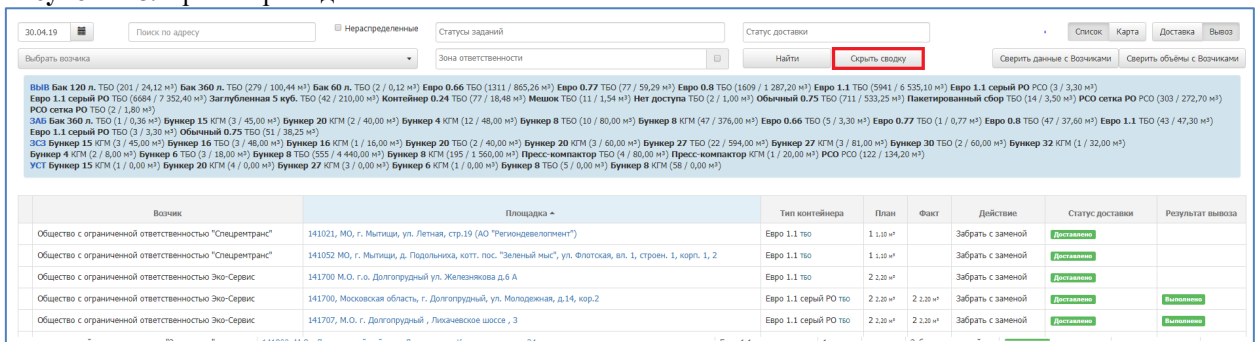 30.04.19 Поиск по адресу Нераспределенные Статусы заданий Статус доставки Список Карта Доставка Вывоз
Выбрать возчика Зона ответственности Найти Скрыть сводку Сверить данные с Возчиками Сверить объёмы с Возчиками
ВЫВ Бак 120 л. ТБО (201 / 24,12 м³) Бак 360 л. ТБО (279 / 100,44 м³) Бак 60 л. ТБО (2 / 0,12 м³) Евро 0.66 ТБО (1311 / 865,26 м³) Евро 0.77 ТБО (77 / 59,29 м³) Евро 0.8 ТБО (1609 / 1 287,20 м³) Евро 1.1 ТБО (5941 / 6 535,10 м³) Евро 1.1 серый РО РСО (3 / 3,30 м³)
Евро 1.1 серый РО ТБО (6684 / 7 352,40 м³) Заглубленная 5 куб. ТБО (42 / 210,00 м³) Контейнер 0.24 ТБО (77 / 18,48 м³) Мешок ТБО (11 / 1,54 м³) Нет доступа ТБО (2 / 1,00 м³) Обычный 0.75 ТБО (711 / 533,25 м³) Пакетированный сбор ТБО (14 / 3,50 м³) РСО сетка РО РСО (303 / 272,70 м³)
РСО сетка РО ТБО (2 / 1,80 м³)
ЗАБ Бак 360 л. ТБО (1 / 0,36 м³) Бункер 15 КГМ (3 / 45,00 м³) Бункер 20 КГМ (2 / 40,00 м³) Бункер 4 КГМ (12 / 48,00 м³) Бункер 8 ТБО (10 / 80,00 м³) Бункер 8 КГМ (47 / 376,00 м³) Евро 0.66 ТБО (5 / 3,30 м³) Евро 0.77 ТБО (1 / 0,77 м³) Евро 0.8 ТБО (47 / 37,60 м³) Евро 1.1 ТБО (43 / 47,30 м³)
Евро 1.1 серый РО ТБО (3 / 3,30 м³) Обычный 0.75 ТБО (51 / 38,25 м³)
ЗСЗ Бункер 15 КГМ (3 / 45,00 м³) Бункер 16 ТБО (3 / 48,00 м³) Бункер 16 КГМ (1 / 16,00 м³) Бункер 20 ТБО (2 / 40,00 м³) Бункер 20 КГМ (3 / 60,00 м³) Бункер 27 ТБО (22 / 594,00 м³) Бункер 27 КГМ (3 / 81,00 м³) Бункер 30 ТБО (2 / 60,00 м³) Бункер 32 КГМ (1 / 32,00 м³)
Бункер 4 КГМ (2 / 8,00 м³) Бункер 6 ТБО (3 / 18,00 м³) Бункер 8 ТБО (555 / 4 440,00 м³) Бункер 8 КГМ (195 / 1 560,00 м³) Пресс-компактор ТБО (4 / 80,00 м³) Пресс-компактор КГМ (1 / 20,00 м³) РСО РСО (122 / 134,20 м³)
УСТ Бункер 15 КГМ (1 / 0,00 м³) Бункер 20 КГМ (4 / 0,00 м³) Бункер 27 КГМ (3 / 0,00 м³) Бункер 6 КГМ (1 / 0,00 м³) Бункер 8 ТБО (5 / 0,00 м³) Бункер 8 КГМ (58 / 0,00 м³)
Возчик Площадка Тип контейнера План Факт Действие Статус доставки Результат вывоза
Общество с ограниченной ответственностью "Спецремтранс" 141021, МО, г. Мытищи, ул. Летная, стр.19 (АО "Региондевелопмент") Евро 1.1 ТБО 1 1,10 м³ Забрать с заменой Доставлено
Общество с ограниченной ответственностью "Спецремтранс" 141052 МО, г. Мытищи, д. Подольниха, котт. пос. "Зеленый мыс", ул. Флотская, вл. 1, строен. 1, корп. 1, 2 Евро 1.1 ТБО 1 1,10 м³ Забрать с заменой Доставлено
Общество с ограниченной ответственностью Эко-Сервис 141700 М.О. г.о. Долгопрудный ул. Железнякова д.6 А Евро 1.1 ТБО 2 2,20 м³ Забрать с заменой Доставлено
Общество с ограниченной ответственностью Эко-Сервис 141700, Московская область, г. Долгопрудный, ул. Молодежная, д.14, кор.2 Евро 1.1 серый РО ТБО 2 2,20 м³ 2 2,20 м³ Забрать с заменой Доставлено Выполнено
Общество с ограниченной ответственностью Эко-Сервис 141707, М.О. г. Долгопрудный , Лихачевское шоссе , 3 Евро 1.1 серый РО ТБО 2 2,20 м³ 2 2,20 м³ Забрать с заменой Доставлено Выполнено